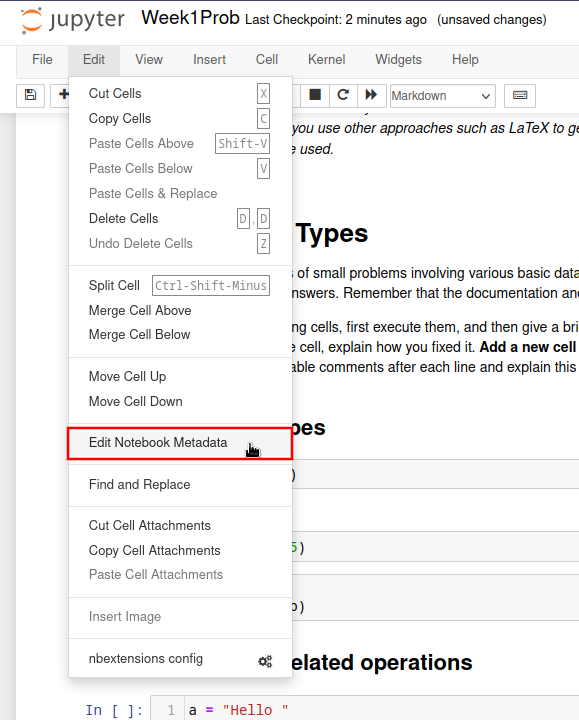 jupyter Week1Prob Last Checkpoint: 2 minutes ago (unsaved changes)
File Edit View Insert Cell Kernel Widgets Help
Markdown
Cut Cells X
Copy Cells C
Paste Cells Above Shift-V
Paste Cells Below V
Paste Cells & Replace
Delete Cells D,D
Undo Delete Cells Z
Split Cell Ctrl-Shift-Minus
Merge Cell Above
Merge Cell Below
Move Cell Up
Move Cell Down
Edit Notebook Metadata
Find and Replace
Cut Cell Attachments
Copy Cell Attachments
Paste Cell Attachments
Insert Image
nbextensions config
you use other approaches such as LaTeX to ge
e used.
Types
s of small problems involving various basic data
nswers. Remember that the documentation an
ng cells, first execute them, and then give a bri
e cell, explain how you fixed it. Add a new cell
able comments after each line and explain this
pes
)
5)
b)
elated operations
In [ ]: 1 a = "Hello "